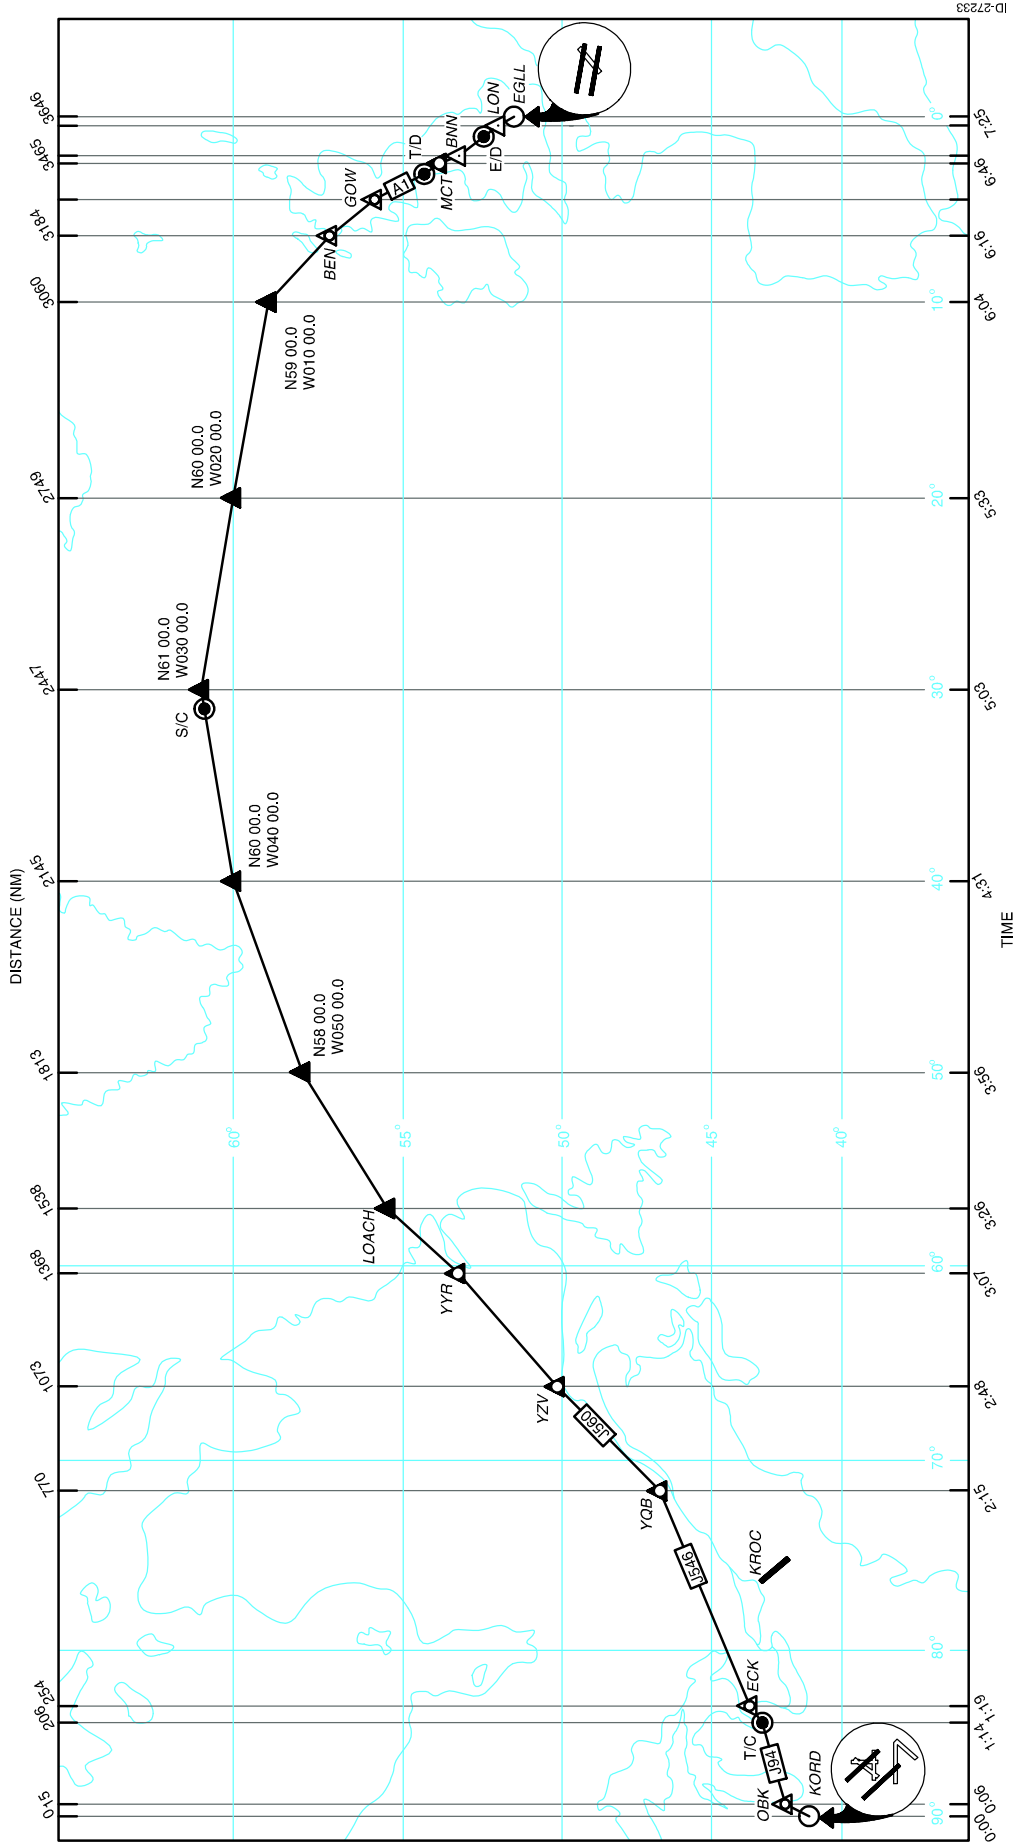 DISTANCE (NM)
0
15
206
254
770
1073
1368
1538
1813
2145
2447
2749
3060
3184
3465
3646
S/C
N61 00.0
W030 00.0
N60 00.0
W020 00.0
60°
N60 00.0
W040 00.0
N59 00.0
W010 00.0
N58 00.0
W050 00.0
BEN
GOW
LOACH
A1
T/D
55°
MCT
BNN
YYR
E/D
LON
EGLL
YZV
50°
J560
YQB
J546
45°
KROC
ECK
T/C
J94
OBK
KORD
40°
90°
80°
70°
60°
50°
40°
30°
20°
10°
0°
0:00
0:06
1:14
1:19
2:15
2:48
3:07
3:26
3:56
4:31
5:03
5:33
6:04
6:16
6:46
7:25
TIME
ID-27233